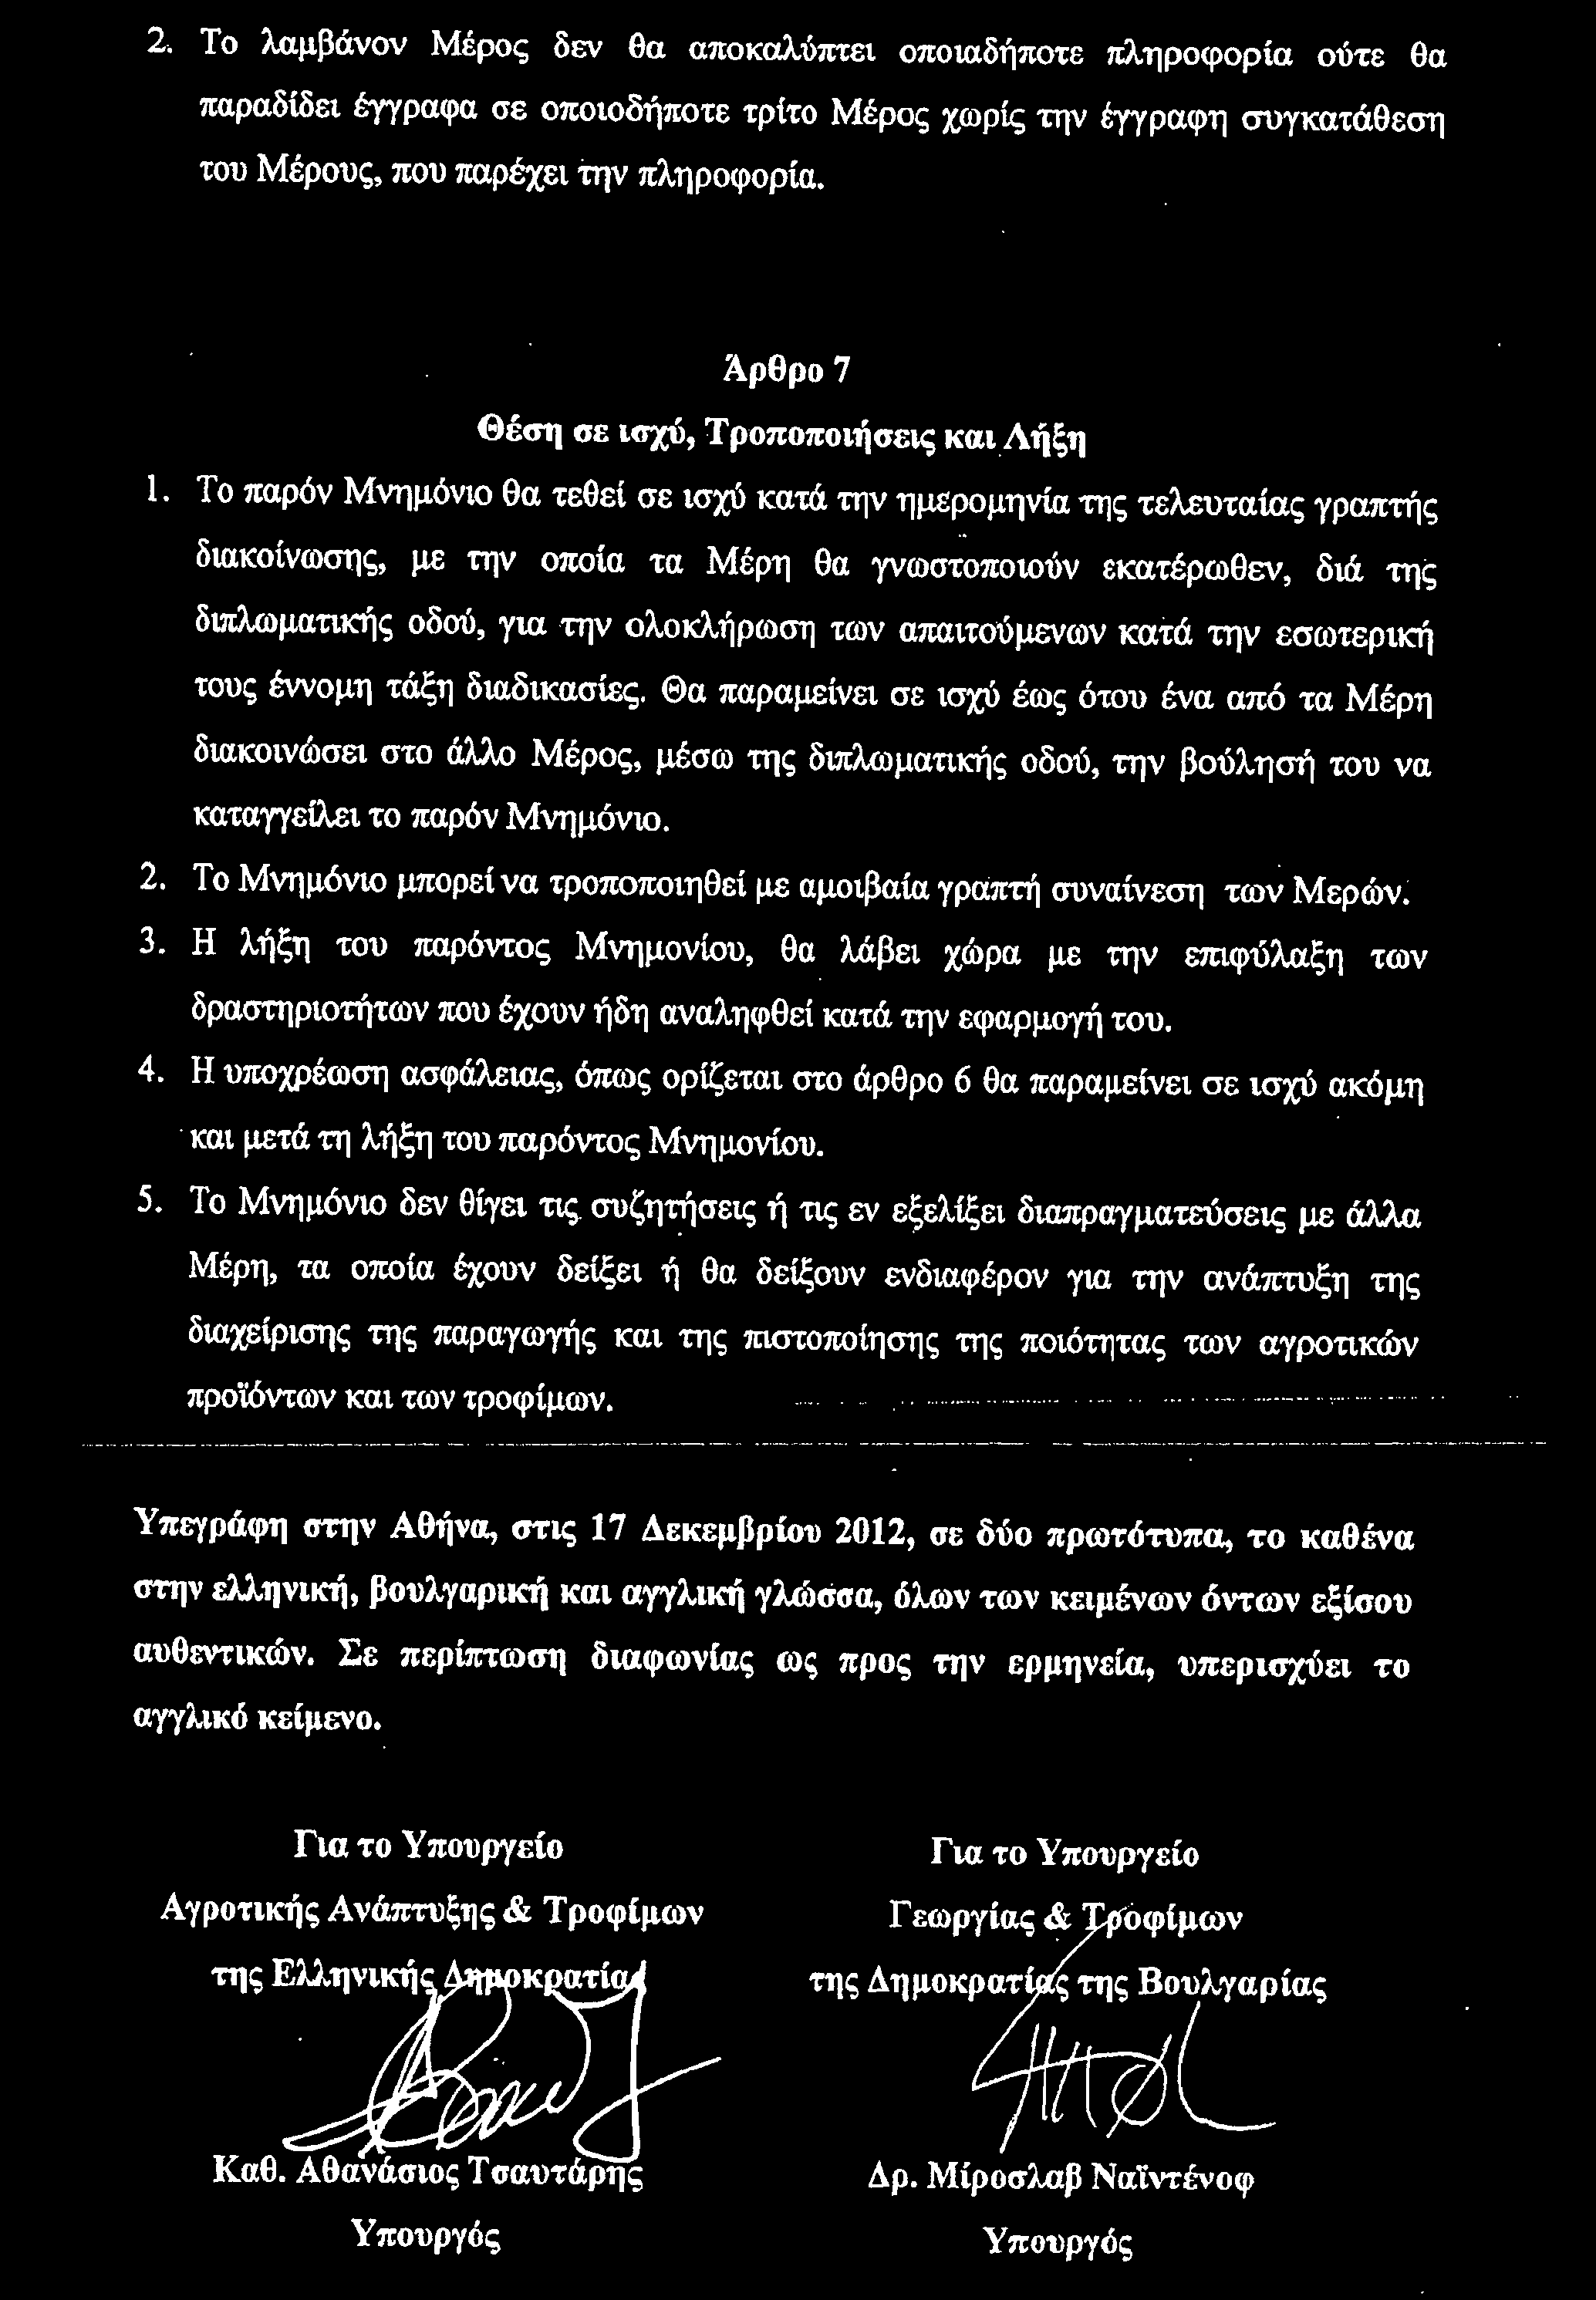 2. Το λαμβάνον Μέρος δεν θα αποκαλύπτει οποιαδήποτε πληροφορία ούτε θα
παραδίδει έγγραφα σε οποιοδήποτε τρίτο Μέρος χωρίς την έγγραφη συγκατάθεση
του Μέρους, που παρέχει την πληροφορία.
Άρθρο 7
Θέση σε ισχύ, Τροποποιήσεις και Λήξη
1. Το παρόν Μνημόνιο θα τεθεί σε ισχύ κατά την ημερομηνία της τελευταίας γραπτής
διακοίνωσης, με την οποία τα Μέρη θα γνωστοποιούν εκατέρωθεν, διά της
διπλωματικής οδού, για την ολοκλήρωση των απαιτούμενων κατά την εσωτερική
τους έννομη τάξη διαδικασίες. Θα παραμείνει σε ισχύ έως ότου ένα από τα Μέρη
διακοινώσει στο άλλο Μέρος, μέσω της διπλωματικής οδού, την βούλησή του να
καταγγείλει το παρόν Μνημόνιο.
2. Το Μνημόνιο μπορεί να τροποποιηθεί με αμοιβαία γραπτή συναίνεση των Μερών.
3. Η λήξη του παρόντος Μνημονίου, θα λάβει χώρα με την επιφύλαξη των
δραστηριοτήτων που έχουν ήδη αναληφθεί κατά την εφαρμογή του.
4. Η υποχρέωση ασφάλειας, όπως ορίζεται στο άρθρο 6 θα παραμείνει σε ισχύ ακόμη
και μετά τη λήξη του παρόντος Μνημονίου.
5. Το Μνημόνιο δεν θίγει τις συζητήσεις ή τις εν εξελίξει διαπραγματεύσεις με άλλα
Μέρη, τα οποία έχουν δείξει ή θα δείξουν ενδιαφέρον για την ανάπτυξη της
διαχείρισης της παραγωγής και της πιστοποίησης της ποιότητας των αγροτικών
προϊόντων και των τροφίμων.
Υπεγράφη στην Αθήνα, στις 17 Δεκεμβρίου 2012, σε δύο πρωτότυπα, το καθένα
στην ελληνική, βουλγαρική και αγγλική γλώσσα, όλων των κειμένων όντων εξίσου
αυθεντικών. Σε περίπτωση διαφωνίας ως προς την ερμηνεία, υπερισχύει το
αγγλικό κείμενο.
Για το Υπουργείο
Αγροτικής Ανάπτυξης & Τροφίμων
της Ελληνικής Δημοκρατίας
Καθ. Αθανάσιος Τσαυτάρης
Υπουργός
Για το Υπουργείο
Γεωργίας & Τροφίμων
της Δημοκρατίας της Βουλγαρίας
Δρ. Μίροσλαβ Ναϊντένοφ
Υπουργός